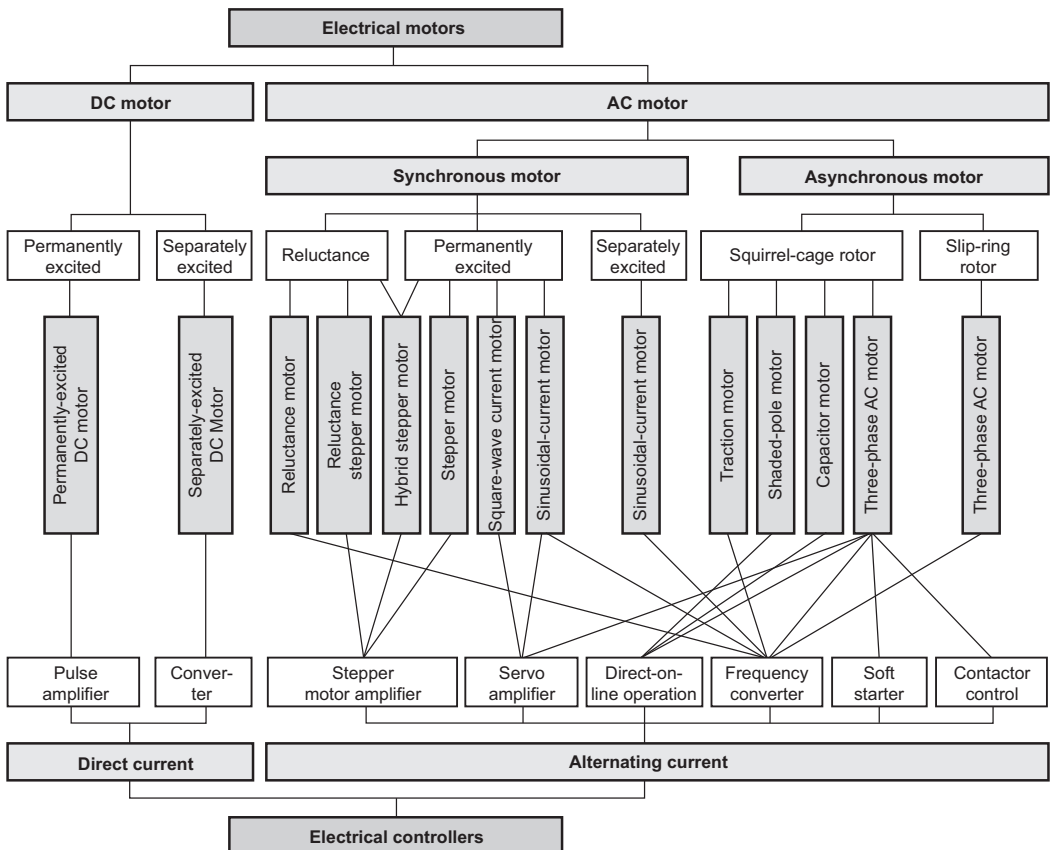 Electrical motors
DC motor
AC motor
Synchronous motor
Asynchronous motor
Permanently
excited
Separately
excited
Reluctance
Permanently
excited
Separately
excited
Squirrel-cage rotor
Slip-ring
rotor
Permanently-excited
DC motor
Separately-excited
DC Motor
Reluctance motor
Reluctance
stepper motor
Hybrid stepper motor
Stepper motor
Square-wave current motor
Sinusoidal-current motor
Sinusoidal-current motor
Traction motor
Shaded-pole motor
Capacitor motor
Three-phase AC motor
Three-phase AC motor
Pulse
amplifier
Conver-
ter
Stepper
motor amplifier
Servo
amplifier
Direct-on-
line operation
Frequency
converter
Soft
starter
Contactor
control
Direct current
Alternating current
Electrical controllers